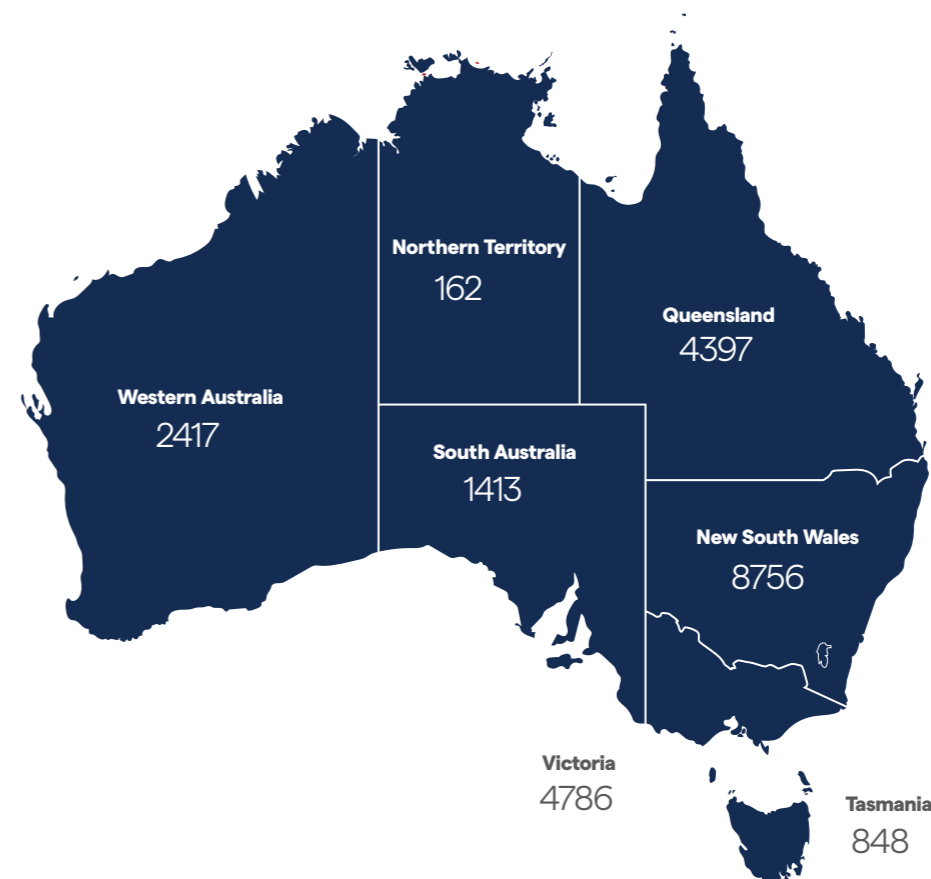 Northern Territory
162
Queensland
4397
Western Australia
2417
South Australia
1413
New South Wales
8756
Victoria
4786
Tasmania
848